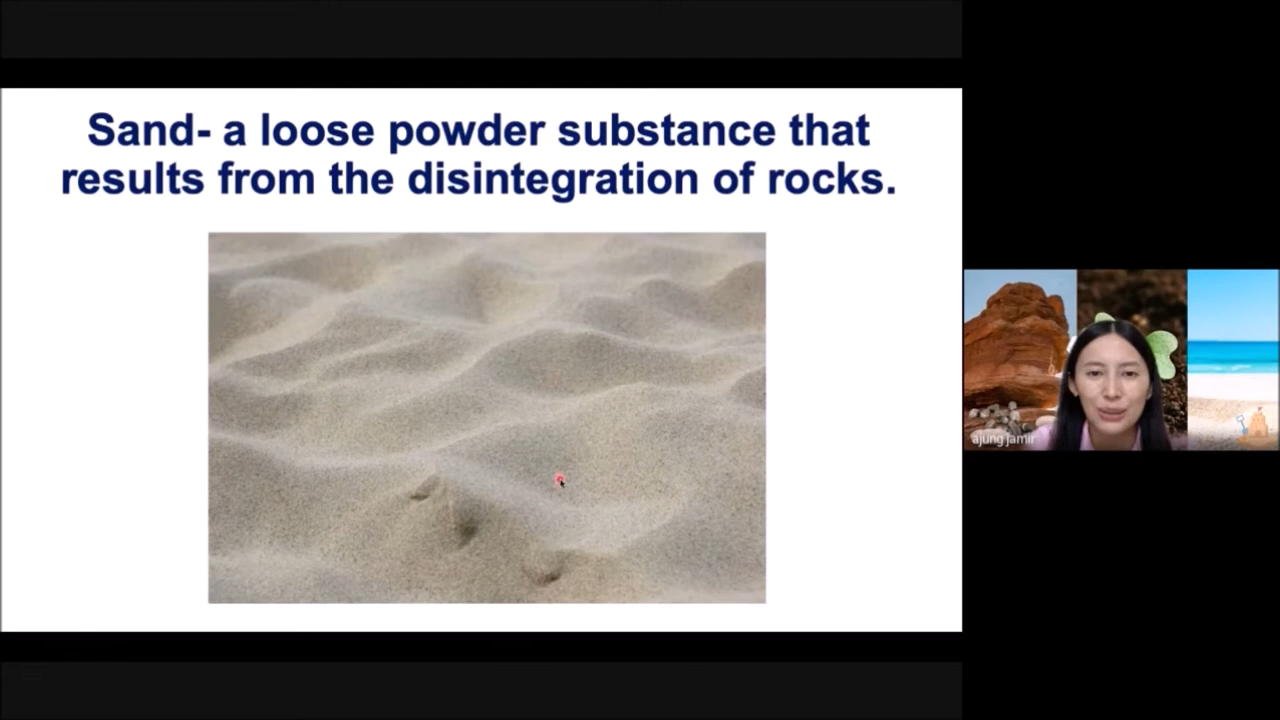 Sand- a loose powder substance that
results from the disintegration of rocks.
ajung jamir